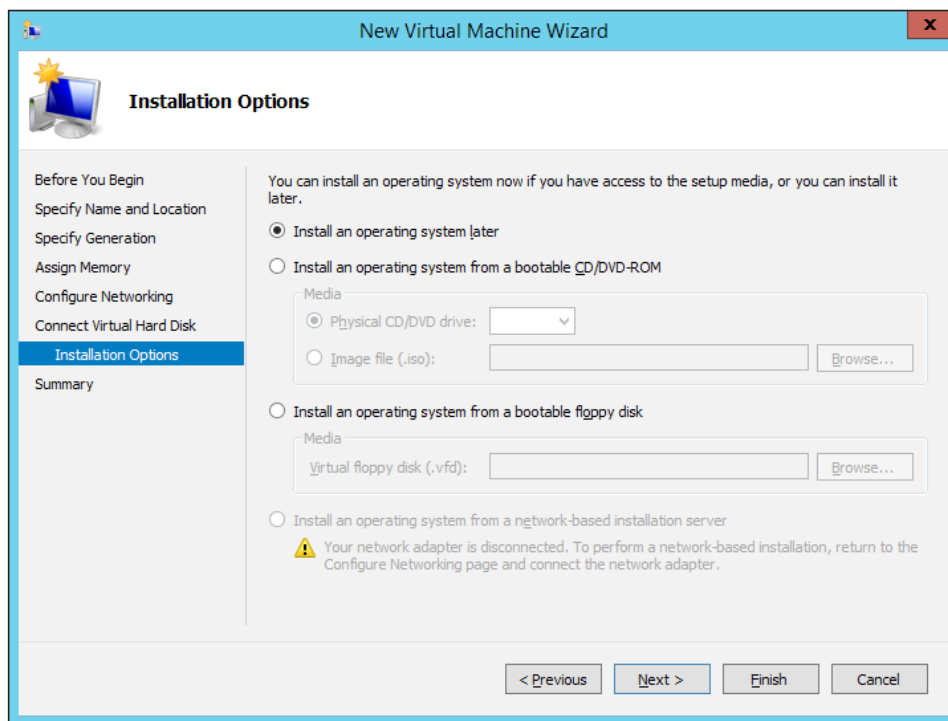 New Virtual Machine Wizard
x
Installation Options
Before You Begin
Specify Name and Location
Specify Generation
Assign Memory
Configure Networking
Connect Virtual Hard Disk
Installation Options
Summary
You can install an operating system now if you have access to the setup media, or you can install it
later.
Install an operating system later
Install an operating system from a bootable CD/DVD-ROM
Media
Physical CD/DVD drive:
Image file (.iso):
Browse...
Install an operating system from a bootable floppy disk
Media
Virtual floppy disk (.vfd):
Browse...
Install an operating system from a network-based installation server
Your network adapter is disconnected. To perform a network-based installation, return to the
Configure Networking page and connect the network adapter.
< Previous
Next >
Finish
Cancel